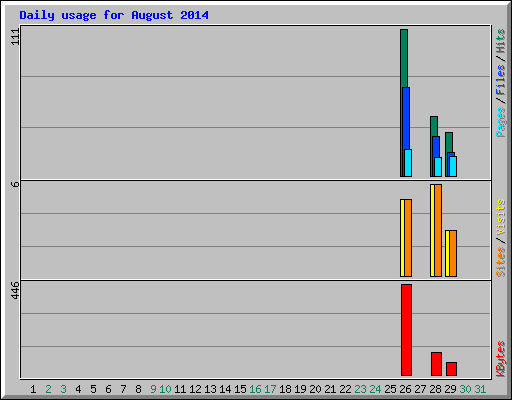 Daily usage for August 2014
111
Pages / Files / Hits
6
Sites / Visits
446
KBytes
1 2 3 4 5 6 7 8 9 10 11 12 13 14 15 16 17 18 19 20 21 22 23 24 25 26 27 28 29 30 31